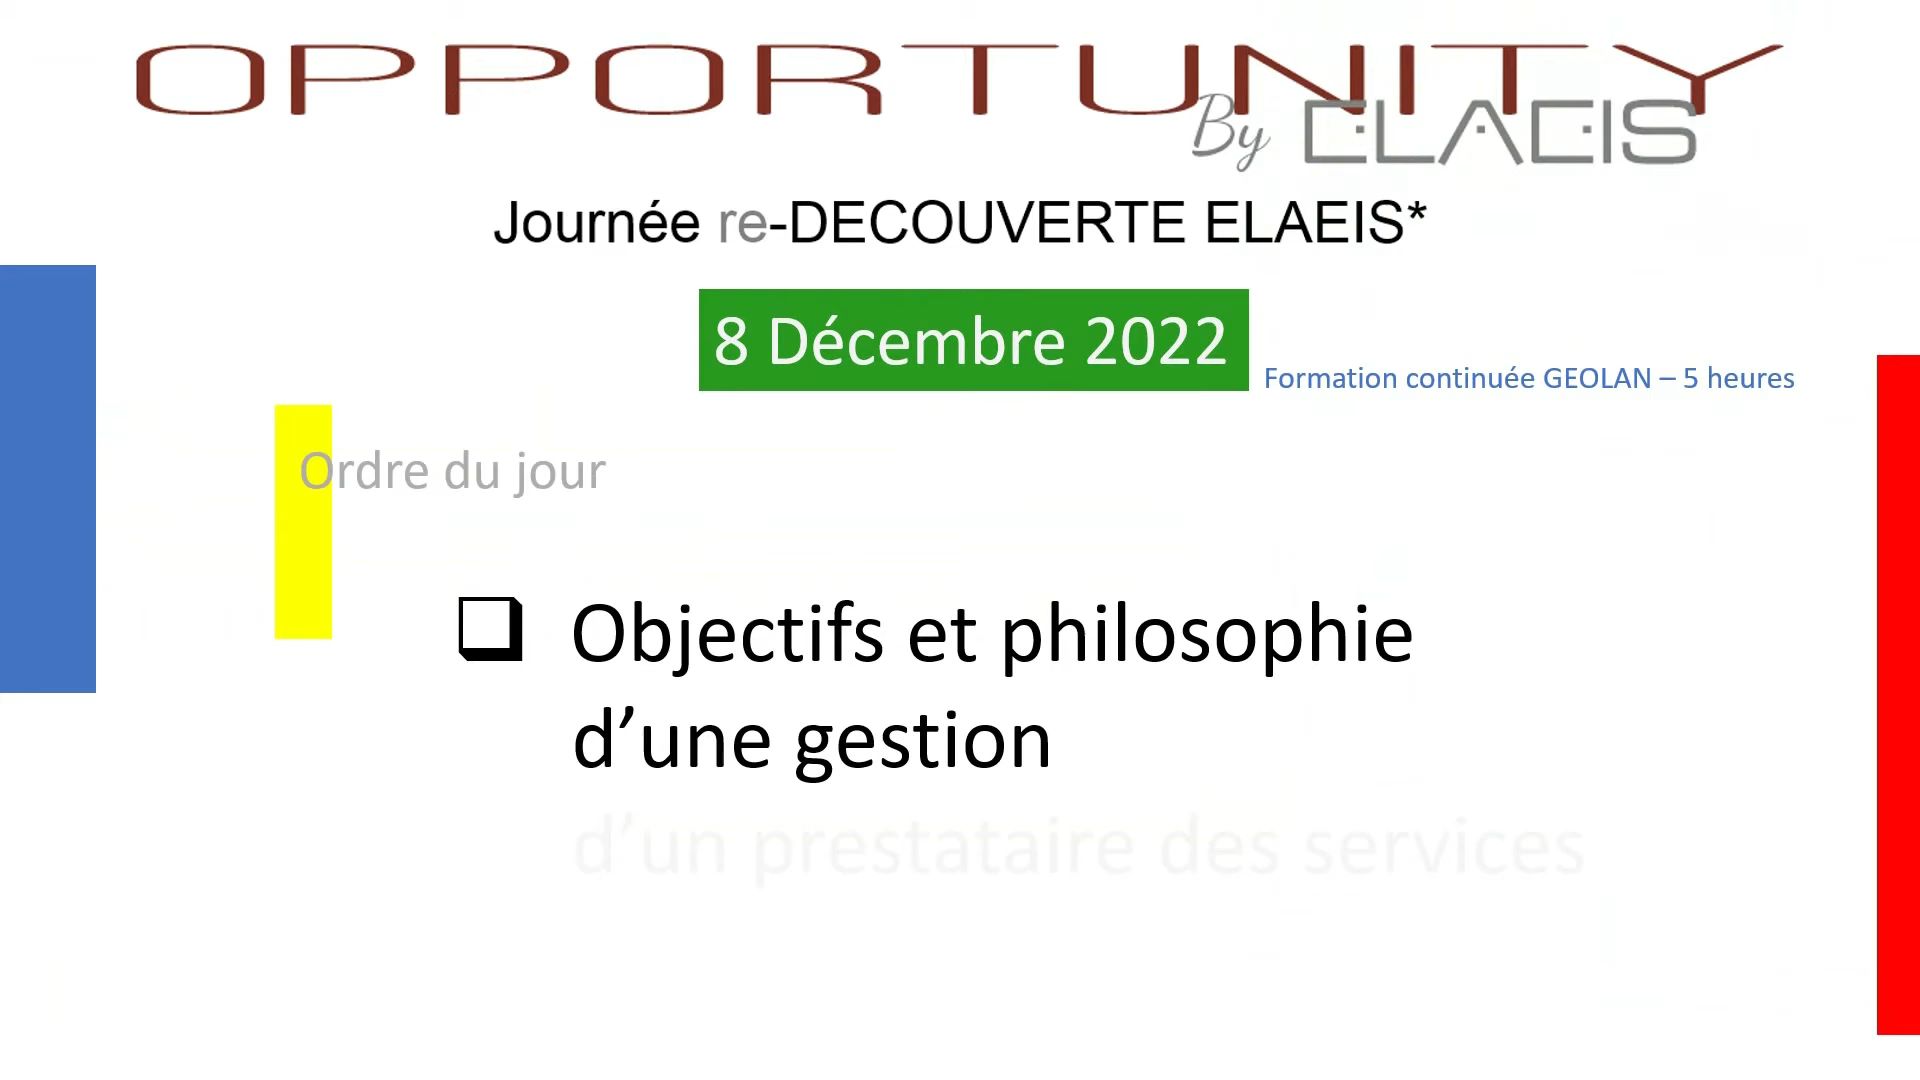 OPPORTUNITY
By ELAEIS
Journée re-DECOUVERTE ELAEIS*
8 Décembre 2022
Formation continuée GEOLAN – 5 heures
Ordre du jour
❑ Objectifs et philosophie
d’une gestion
d’un prestataire des services